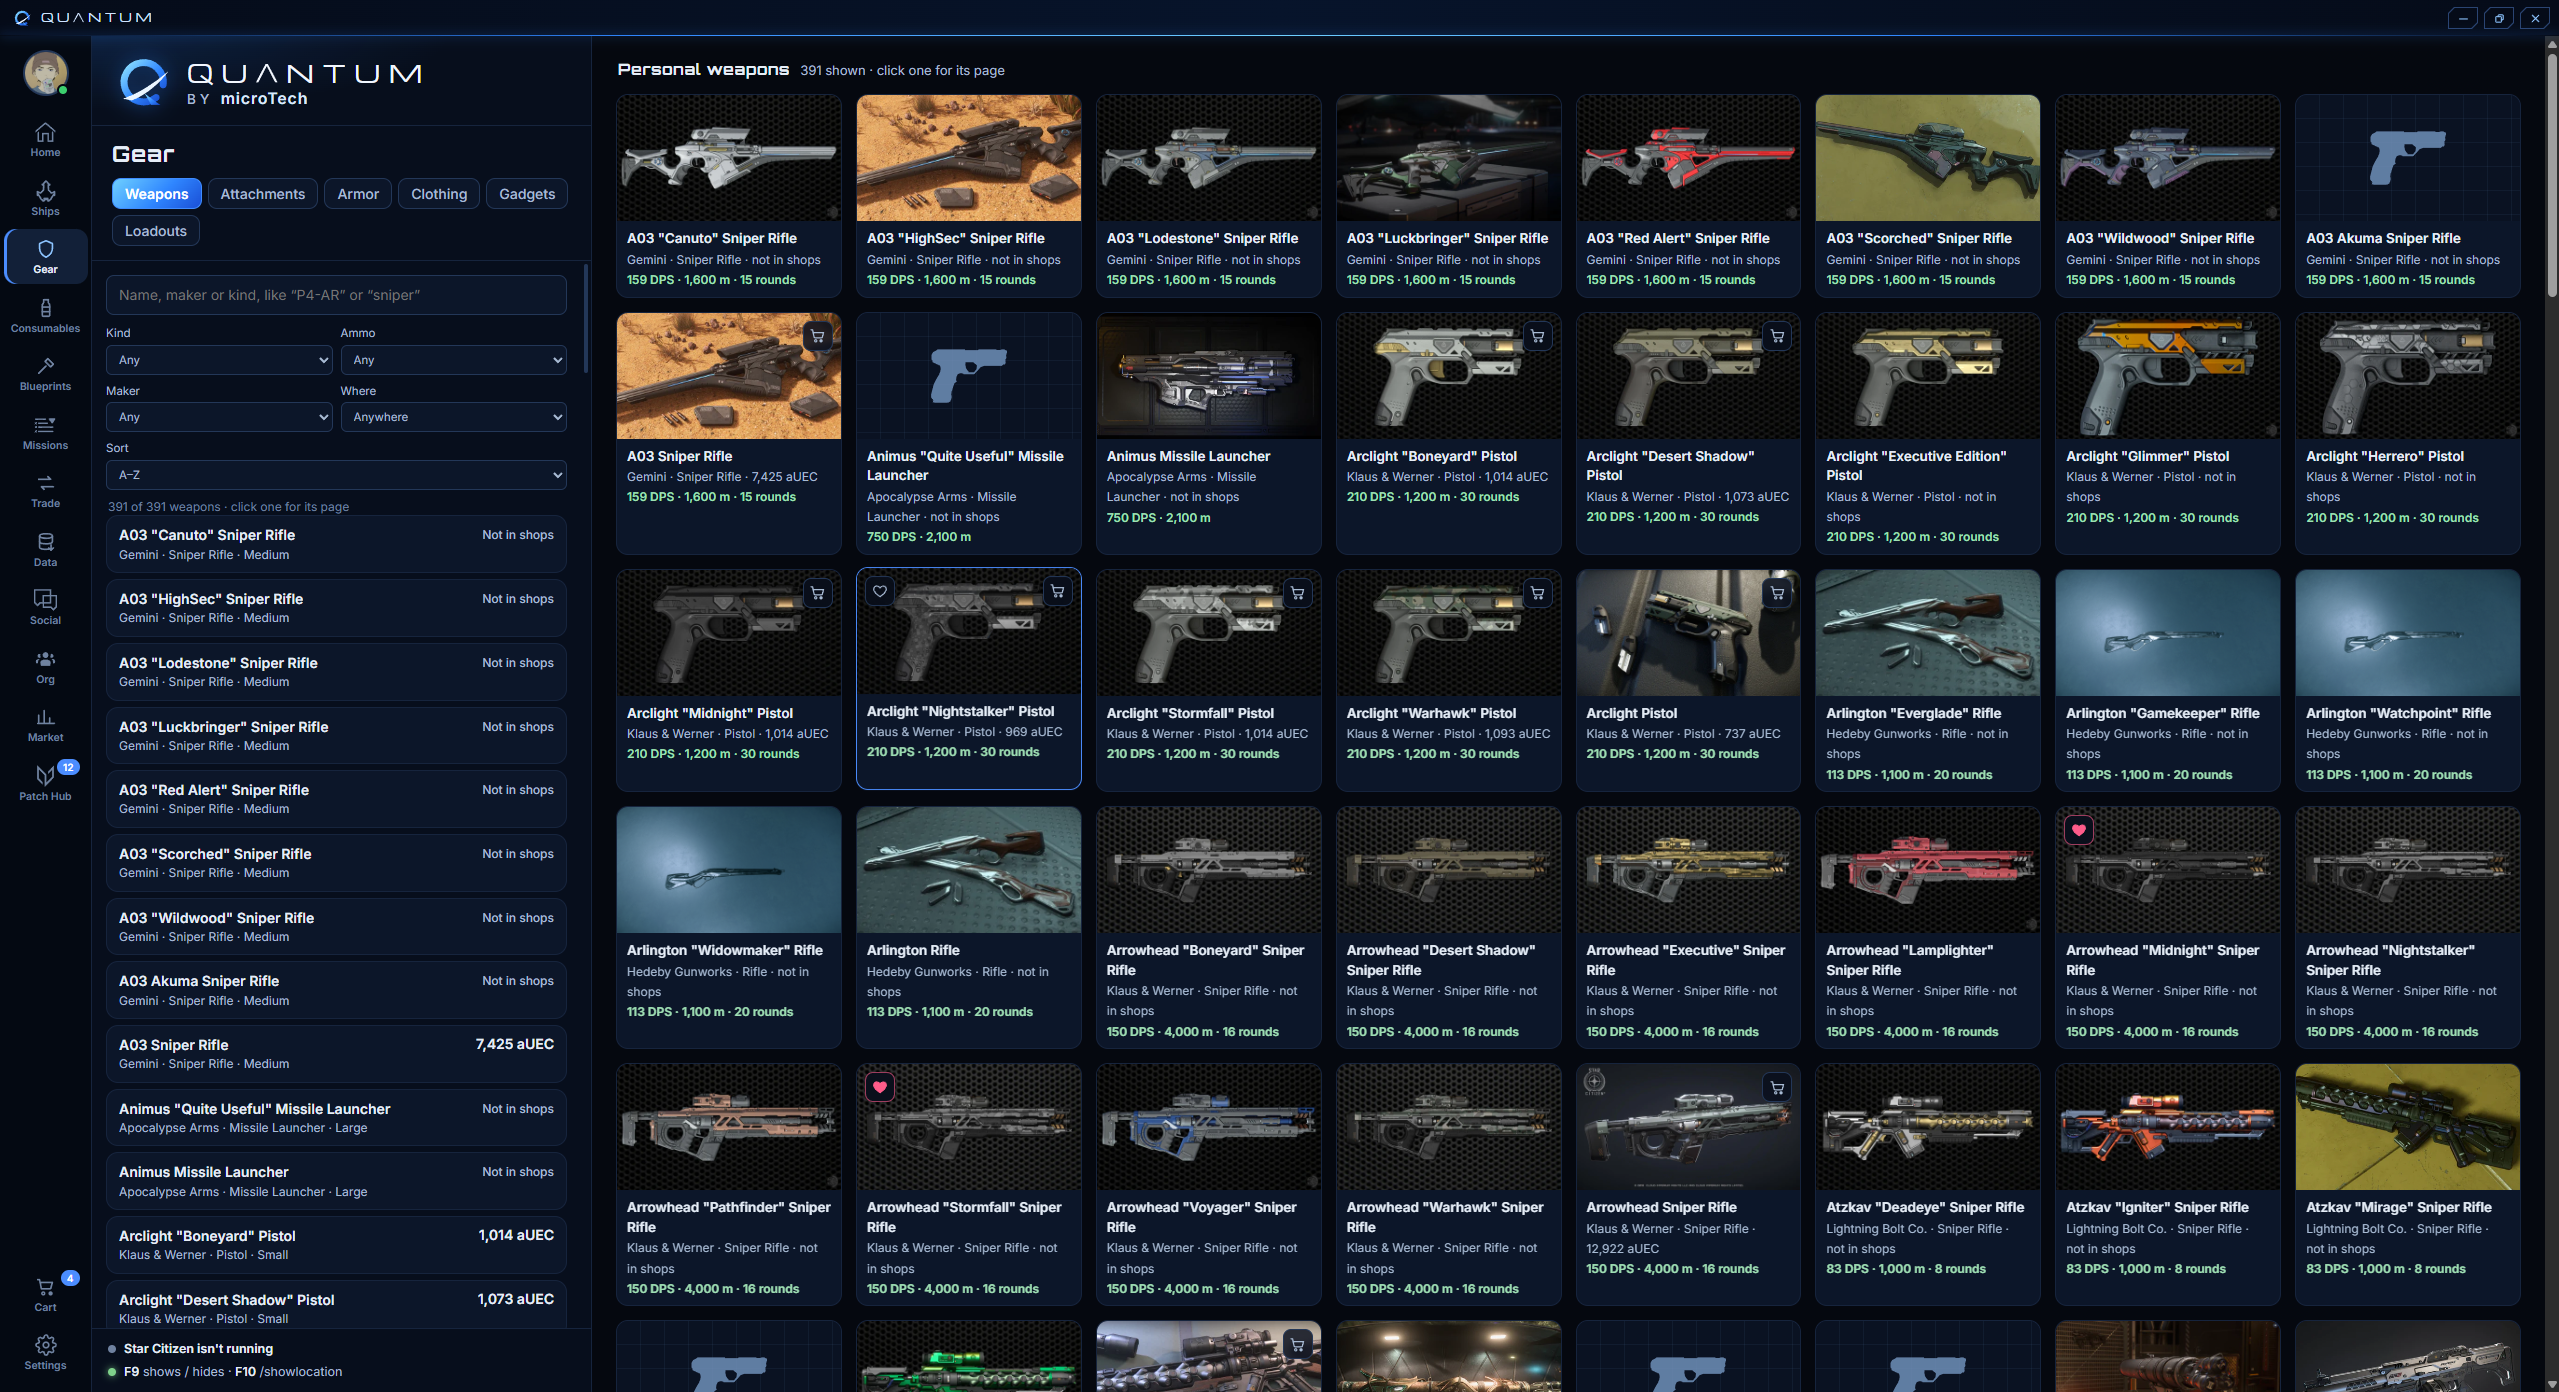 QUANTUM
QUANTUM
BY microTech
Home
Ships
Gear
Consumables
Blueprints
Missions
Trade
Data
Social
Org
Market
12
Patch Hub
4
Cart
Settings
Gear
Weapons
Attachments
Armor
Clothing
Gadgets
Loadouts
Name, maker or kind, like “P4-AR” or “sniper”
Kind
Ammo
Any
Any
Maker
Where
Any
Anywhere
Sort
A–Z
391 of 391 weapons · click one for its page
A03 "Canuto" Sniper Rifle
Not in shops
Gemini · Sniper Rifle · Medium
A03 "HighSec" Sniper Rifle
Not in shops
Gemini · Sniper Rifle · Medium
A03 "Lodestone" Sniper Rifle
Not in shops
Gemini · Sniper Rifle · Medium
A03 "Luckbringer" Sniper Rifle
Not in shops
Gemini · Sniper Rifle · Medium
A03 "Red Alert" Sniper Rifle
Not in shops
Gemini · Sniper Rifle · Medium
A03 "Scorched" Sniper Rifle
Not in shops
Gemini · Sniper Rifle · Medium
A03 "Wildwood" Sniper Rifle
Not in shops
Gemini · Sniper Rifle · Medium
A03 Akuma Sniper Rifle
Not in shops
Gemini · Sniper Rifle · Medium
A03 Sniper Rifle
7,425 aUEC
Gemini · Sniper Rifle · Medium
Animus "Quite Useful" Missile Launcher
Not in shops
Apocalypse Arms · Missile Launcher · Large
Animus Missile Launcher
Not in shops
Apocalypse Arms · Missile Launcher · Large
Arclight "Boneyard" Pistol
1,014 aUEC
Klaus & Werner · Pistol · Small
Arclight "Desert Shadow" Pistol
1,073 aUEC
Klaus & Werner · Pistol · Small
Star Citizen isn't running
F9 shows / hides · F10 /showlocation
Personal weapons 391 shown · click one for its page
A03 "Canuto" Sniper Rifle
Gemini · Sniper Rifle · not in shops
159 DPS · 1,600 m · 15 rounds
A03 "HighSec" Sniper Rifle
Gemini · Sniper Rifle · not in shops
159 DPS · 1,600 m · 15 rounds
A03 "Lodestone" Sniper Rifle
Gemini · Sniper Rifle · not in shops
159 DPS · 1,600 m · 15 rounds
A03 "Luckbringer" Sniper Rifle
Gemini · Sniper Rifle · not in shops
159 DPS · 1,600 m · 15 rounds
A03 "Red Alert" Sniper Rifle
Gemini · Sniper Rifle · not in shops
159 DPS · 1,600 m · 15 rounds
A03 "Scorched" Sniper Rifle
Gemini · Sniper Rifle · not in shops
159 DPS · 1,600 m · 15 rounds
A03 "Wildwood" Sniper Rifle
Gemini · Sniper Rifle · not in shops
159 DPS · 1,600 m · 15 rounds
A03 Akuma Sniper Rifle
Gemini · Sniper Rifle · not in shops
159 DPS · 1,600 m · 15 rounds
A03 Sniper Rifle
Gemini · Sniper Rifle · 7,425 aUEC
159 DPS · 1,600 m · 15 rounds
Animus "Quite Useful" Missile
Launcher
Apocalypse Arms · Missile
Launcher · not in shops
750 DPS · 2,100 m
Animus Missile Launcher
Apocalypse Arms · Missile
Launcher · not in shops
750 DPS · 2,100 m
Arclight "Boneyard" Pistol
Klaus & Werner · Pistol · 1,014 aUEC
210 DPS · 1,200 m · 30 rounds
Arclight "Desert Shadow"
Pistol
Klaus & Werner · Pistol · 1,073 aUEC
210 DPS · 1,200 m · 30 rounds
Arclight "Executive Edition"
Pistol
Klaus & Werner · Pistol · not in
shops
210 DPS · 1,200 m · 30 rounds
Arclight "Glimmer" Pistol
Klaus & Werner · Pistol · not in
shops
210 DPS · 1,200 m · 30 rounds
Arclight "Herrero" Pistol
Klaus & Werner · Pistol · not in
shops
210 DPS · 1,200 m · 30 rounds
Arclight "Midnight" Pistol
Klaus & Werner · Pistol · 1,014 aUEC
210 DPS · 1,200 m · 30 rounds
Arclight "Nightstalker" Pistol
Klaus & Werner · Pistol · 969 aUEC
210 DPS · 1,200 m · 30 rounds
Arclight "Stormfall" Pistol
Klaus & Werner · Pistol · 1,014 aUEC
210 DPS · 1,200 m · 30 rounds
Arclight "Warhawk" Pistol
Klaus & Werner · Pistol · 1,093 aUEC
210 DPS · 1,200 m · 30 rounds
Arclight Pistol
Klaus & Werner · Pistol · 737 aUEC
210 DPS · 1,200 m · 30 rounds
Arlington "Everglade" Rifle
Hedeby Gunworks · Rifle · not in
shops
113 DPS · 1,100 m · 20 rounds
Arlington "Gamekeeper" Rifle
Hedeby Gunworks · Rifle · not in
shops
113 DPS · 1,100 m · 20 rounds
Arlington "Watchpoint" Rifle
Hedeby Gunworks · Rifle · not in
shops
113 DPS · 1,100 m · 20 rounds
Arlington "Widowmaker" Rifle
Hedeby Gunworks · Rifle · not in
shops
113 DPS · 1,100 m · 20 rounds
Arlington Rifle
Hedeby Gunworks · Rifle · not in
shops
113 DPS · 1,100 m · 20 rounds
Arrowhead "Boneyard" Sniper
Rifle
Klaus & Werner · Sniper Rifle · not
in shops
150 DPS · 4,000 m · 16 rounds
Arrowhead "Desert Shadow"
Sniper Rifle
Klaus & Werner · Sniper Rifle · not
in shops
150 DPS · 4,000 m · 16 rounds
Arrowhead "Executive" Sniper
Rifle
Klaus & Werner · Sniper Rifle · not
in shops
150 DPS · 4,000 m · 16 rounds
Arrowhead "Lamplighter"
Sniper Rifle
Klaus & Werner · Sniper Rifle · not
in shops
150 DPS · 4,000 m · 16 rounds
Arrowhead "Midnight" Sniper
Rifle
Klaus & Werner · Sniper Rifle · not
in shops
150 DPS · 4,000 m · 16 rounds
Arrowhead "Nightstalker"
Sniper Rifle
Klaus & Werner · Sniper Rifle · not
in shops
150 DPS · 4,000 m · 16 rounds
Arrowhead "Pathfinder" Sniper
Rifle
Klaus & Werner · Sniper Rifle · not
in shops
150 DPS · 4,000 m · 16 rounds
Arrowhead "Stormfall" Sniper
Rifle
Klaus & Werner · Sniper Rifle · not
in shops
150 DPS · 4,000 m · 16 rounds
Arrowhead "Voyager" Sniper
Rifle
Klaus & Werner · Sniper Rifle · not
in shops
150 DPS · 4,000 m · 16 rounds
Arrowhead "Warhawk" Sniper
Rifle
Klaus & Werner · Sniper Rifle · not
in shops
150 DPS · 4,000 m · 16 rounds
Arrowhead Sniper Rifle
Klaus & Werner · Sniper Rifle ·
12,922 aUEC
150 DPS · 4,000 m · 16 rounds
Atzkav "Deadeye" Sniper Rifle
Lightning Bolt Co. · Sniper Rifle ·
not in shops
83 DPS · 1,000 m · 8 rounds
Atzkav "Igniter" Sniper Rifle
Lightning Bolt Co. · Sniper Rifle ·
not in shops
83 DPS · 1,000 m · 8 rounds
Atzkav "Mirage" Sniper Rifle
Lightning Bolt Co. · Sniper Rifle ·
not in shops
83 DPS · 1,000 m · 8 rounds